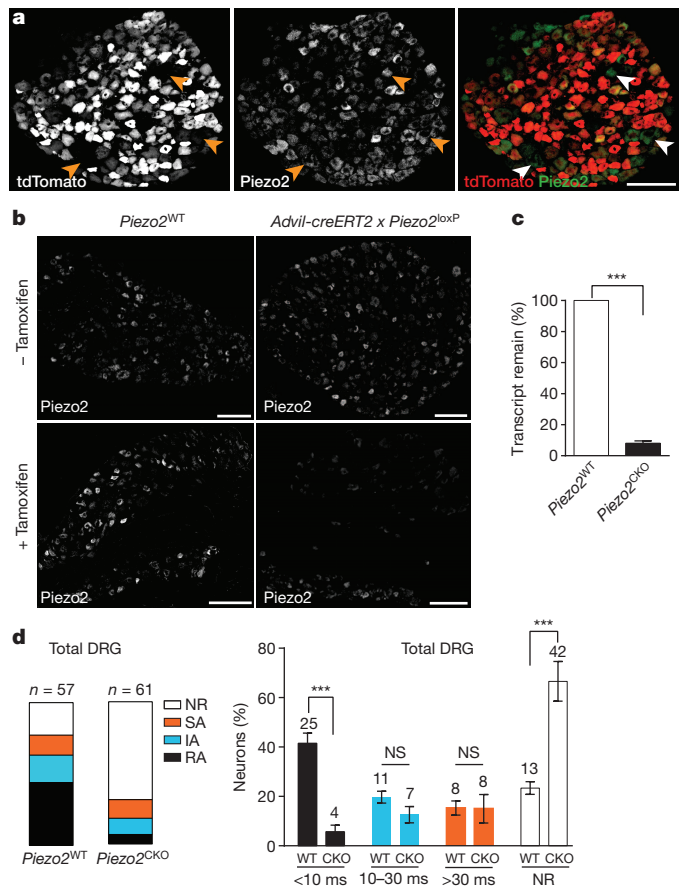 a
tdTomato
Piezo2
tdTomato Piezo2
b
Piezo2WT
Advil-creERT2 x Piezo2loxP
– Tamoxifen
Piezo2
Piezo2
+ Tamoxifen
Piezo2
Piezo2
c
***
Transcript remain (%)
100
80
60
40
20
0
Piezo2WT
Piezo2CKO
d
Total DRG
n = 57
n = 61
NR
SA
IA
RA
Piezo2WT
Piezo2CKO
Total DRG
Neurons (%)
80
60
40
20
0
***
25
4
NS
11
7
NS
8
8
***
13
42
WT CKO
WT CKO
WT CKO
WT CKO
<10 ms
10–30 ms
>30 ms
NR